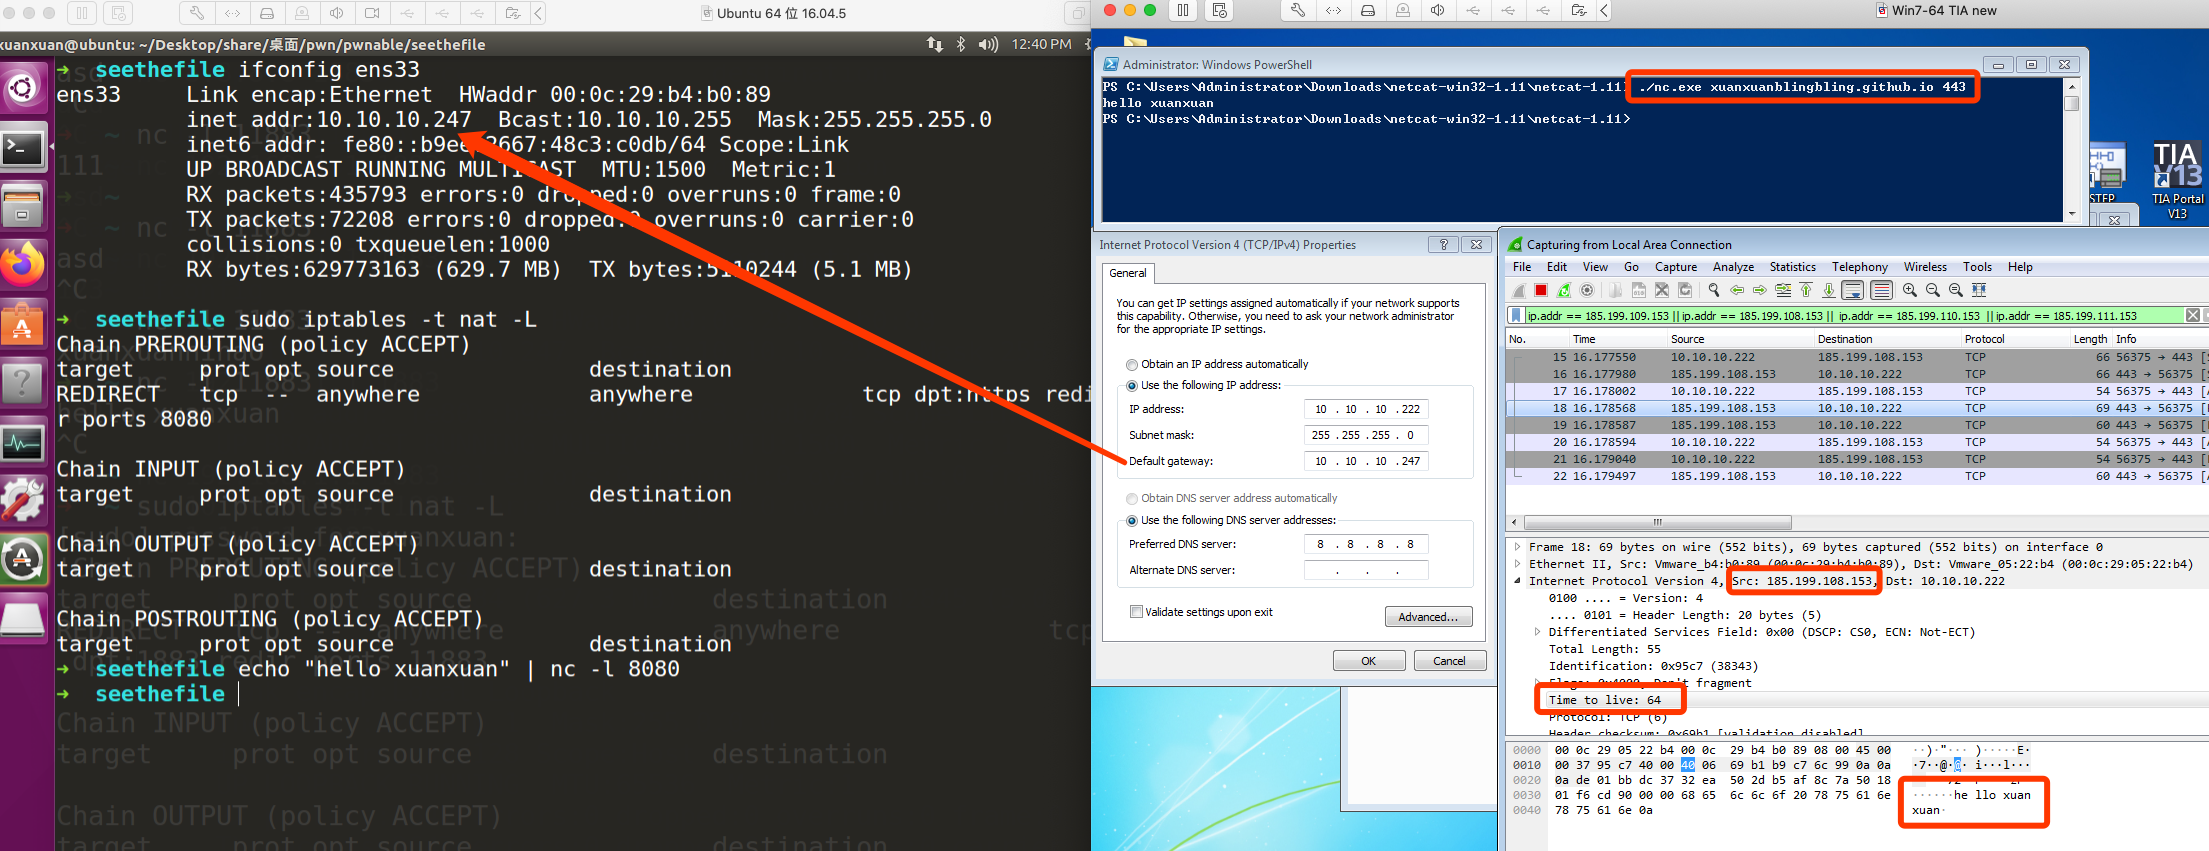 Ubuntu 64 位 16.04.5
xuanxuan@ubuntu: ~/Desktop/share/桌面/pwn/pwnable/seethefile
12:40 PM
→ seethefile ifconfig ens33
ens33 Link encap:Ethernet HWaddr 00:0c:29:b4:b0:89
inet addr:10.10.10.247 Bcast:10.10.10.255 Mask:255.255.255.0
inet6 addr: fe80::b9ee:2667:48c3:c0db/64 Scope:Link
UP BROADCAST RUNNING MULTICAST MTU:1500 Metric:1
RX packets:435793 errors:0 dropped:0 overruns:0 frame:0
TX packets:72208 errors:0 dropped:0 overruns:0 carrier:0
collisions:0 txqueuelen:1000
RX bytes:629773163 (629.7 MB) TX bytes:5110244 (5.1 MB)
→ seethefile sudo iptables -t nat -L
Chain PREROUTING (policy ACCEPT)
target prot opt source destination
REDIRECT tcp -- anywhere anywhere tcp dpt:https redi
r ports 8080
Chain INPUT (policy ACCEPT)
target prot opt source destination
Chain OUTPUT (policy ACCEPT)
target prot opt source destination
Chain POSTROUTING (policy ACCEPT)
target prot opt source destination
→ seethefile echo "hello xuanxuan" | nc -l 8080
→ seethefile
Chain INPUT (policy ACCEPT)
target prot opt source destination
Chain OUTPUT (policy ACCEPT)
target prot opt source destination
Win7-64 TIA new
Administrator: Windows PowerShell
PS C:\Users\Administrator\Downloads\netcat-win32-1.11\netcat-1.11> ./nc.exe xuanxuanblingbling.github.io 443
hello xuanxuan
PS C:\Users\Administrator\Downloads\netcat-win32-1.11\netcat-1.11>
STEP
TIA
V13
TIA Portal
V13
Internet Protocol Version 4 (TCP/IPv4) Properties
General
You can get IP settings assigned automatically if your network supports
this capability. Otherwise, you need to ask your network administrator
for the appropriate IP settings.
Obtain an IP address automatically
Use the following IP address:
IP address: 10 . 10 . 10 . 222
Subnet mask: 255 . 255 . 255 . 0
Default gateway: 10 . 10 . 10 . 247
Obtain DNS server address automatically
Use the following DNS server addresses:
Preferred DNS server: 8 . 8 . 8 . 8
Alternate DNS server: . . .
Validate settings upon exit
Advanced...
OK Cancel
Capturing from Local Area Connection
File Edit View Go Capture Analyze Statistics Telephony Wireless Tools Help
ip.addr == 185.199.109.153 || ip.addr == 185.199.108.153 || ip.addr == 185.199.110.153 || ip.addr == 185.199.111.153
No. Time Source Destination Protocol Length Info
15 16.177550 10.10.10.222 185.199.108.153 TCP 66 56375 → 443 [S
16 16.177980 185.199.108.153 10.10.10.222 TCP 66 443 → 56375 [S
17 16.178002 10.10.10.222 185.199.108.153 TCP 54 56375 → 443 [A
18 16.178568 185.199.108.153 10.10.10.222 TCP 69 443 → 56375 [
19 16.178587 185.199.108.153 10.10.10.222 TCP 60 443 → 56375 [
20 16.178594 10.10.10.222 185.199.108.153 TCP 54 56375 → 443 [A
21 16.179040 10.10.10.222 185.199.108.153 TCP 54 56375 → 443 [
22 16.179497 185.199.108.153 10.10.10.222 TCP 60 443 → 56375 [A
Frame 18: 69 bytes on wire (552 bits), 69 bytes captured (552 bits) on interface 0
Ethernet II, Src: Vmware_b4:b0:89 (00:0c:29:b4:b0:89), Dst: Vmware_05:22:b4 (00:0c:29:05:22:b4)
Internet Protocol Version 4, Src: 185.199.108.153, Dst: 10.10.10.222
0100 .... = Version: 4
.... 0101 = Header Length: 20 bytes (5)
Differentiated Services Field: 0x00 (DSCP: CS0, ECN: Not-ECT)
Total Length: 55
Identification: 0x95c7 (38343)
Flags: 0x4000, Don't fragment
Time to live: 64
Protocol: TCP (6)
Header checksum: 0x69b1 [validation disabled]
0000 00 0c 29 05 22 b4 00 0c 29 b4 b0 89 08 00 45 00 ··)·"··· )·····E·
0010 00 37 95 c7 40 00 40 06 69 b1 b9 c7 6c 99 0a 0a ·7··@·@· i···l···
0020 0a de 01 bb dc 37 32 ea 50 2d b5 af 8c 7a 50 18
0030 01 f6 cd 90 00 00 68 65 6c 6c 6f 20 78 75 61 6e ······he llo xuan
0040 78 75 61 6e 0a xuan·